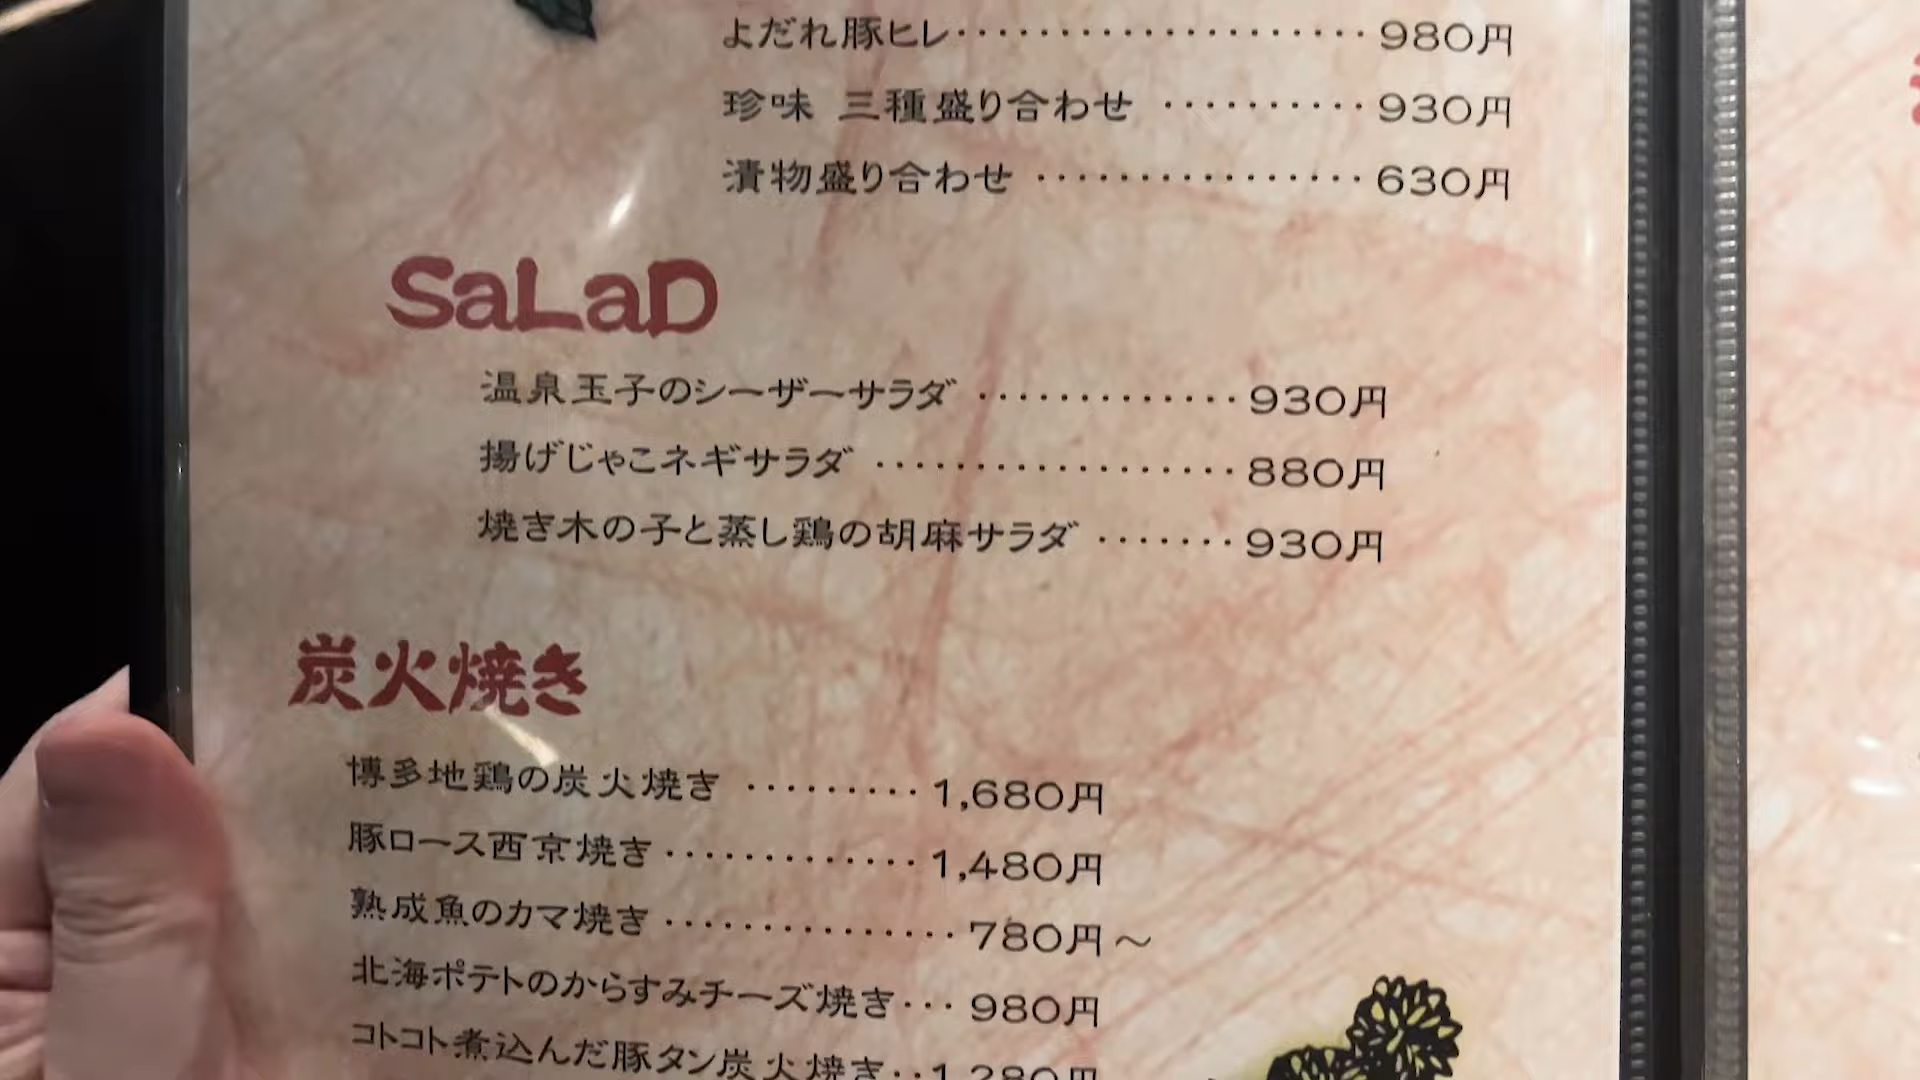 よだれ豚ヒレ・・・・・・・・・・・・・・・・・・・・・980円
珍味 三種盛り合わせ ・・・・・・・・・・930円
漬物盛り合わせ ・・・・・・・・・・・・・・・・・630円
SaLaD
温泉玉子のシーザーサラダ ・・・・・・・・・・・・・930円
揚げじゃこネギサラダ ・・・・・・・・・・・・・・・・・・880円
焼き木の子と蒸し鶏の胡麻サラダ ・・・・・・・930円
炭火焼き
博多地鶏の炭火焼き ・・・・・・・・・1,680円
豚ロース西京焼き・・・・・・・・・・・・・1,480円
熟成魚のカマ焼き・・・・・・・・・・・・・・・780円～
北海ポテトのからすみチーズ焼き・・・980円
コトコト煮込んだ豚タン炭火焼き・・1,280円